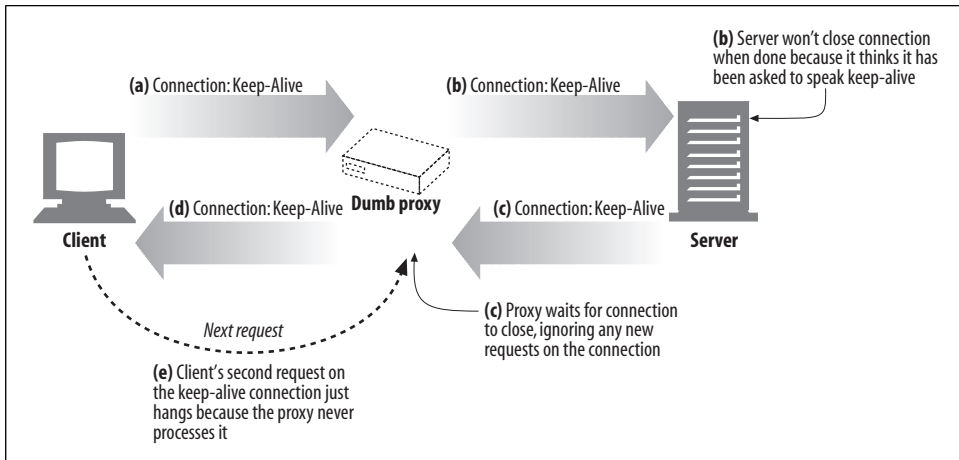 (b) Server won't close connection
when done because it thinks it has
been asked to speak keep-alive
(a) Connection: Keep-Alive
(b) Connection: Keep-Alive
Dumb proxy
(d) Connection: Keep-Alive
(c) Connection: Keep-Alive
Client
Server
Next request
(c) Proxy waits for connection
to close, ignoring any new
requests on the connection
(e) Client's second request on
the keep-alive connection just
hangs because the proxy never
processes it